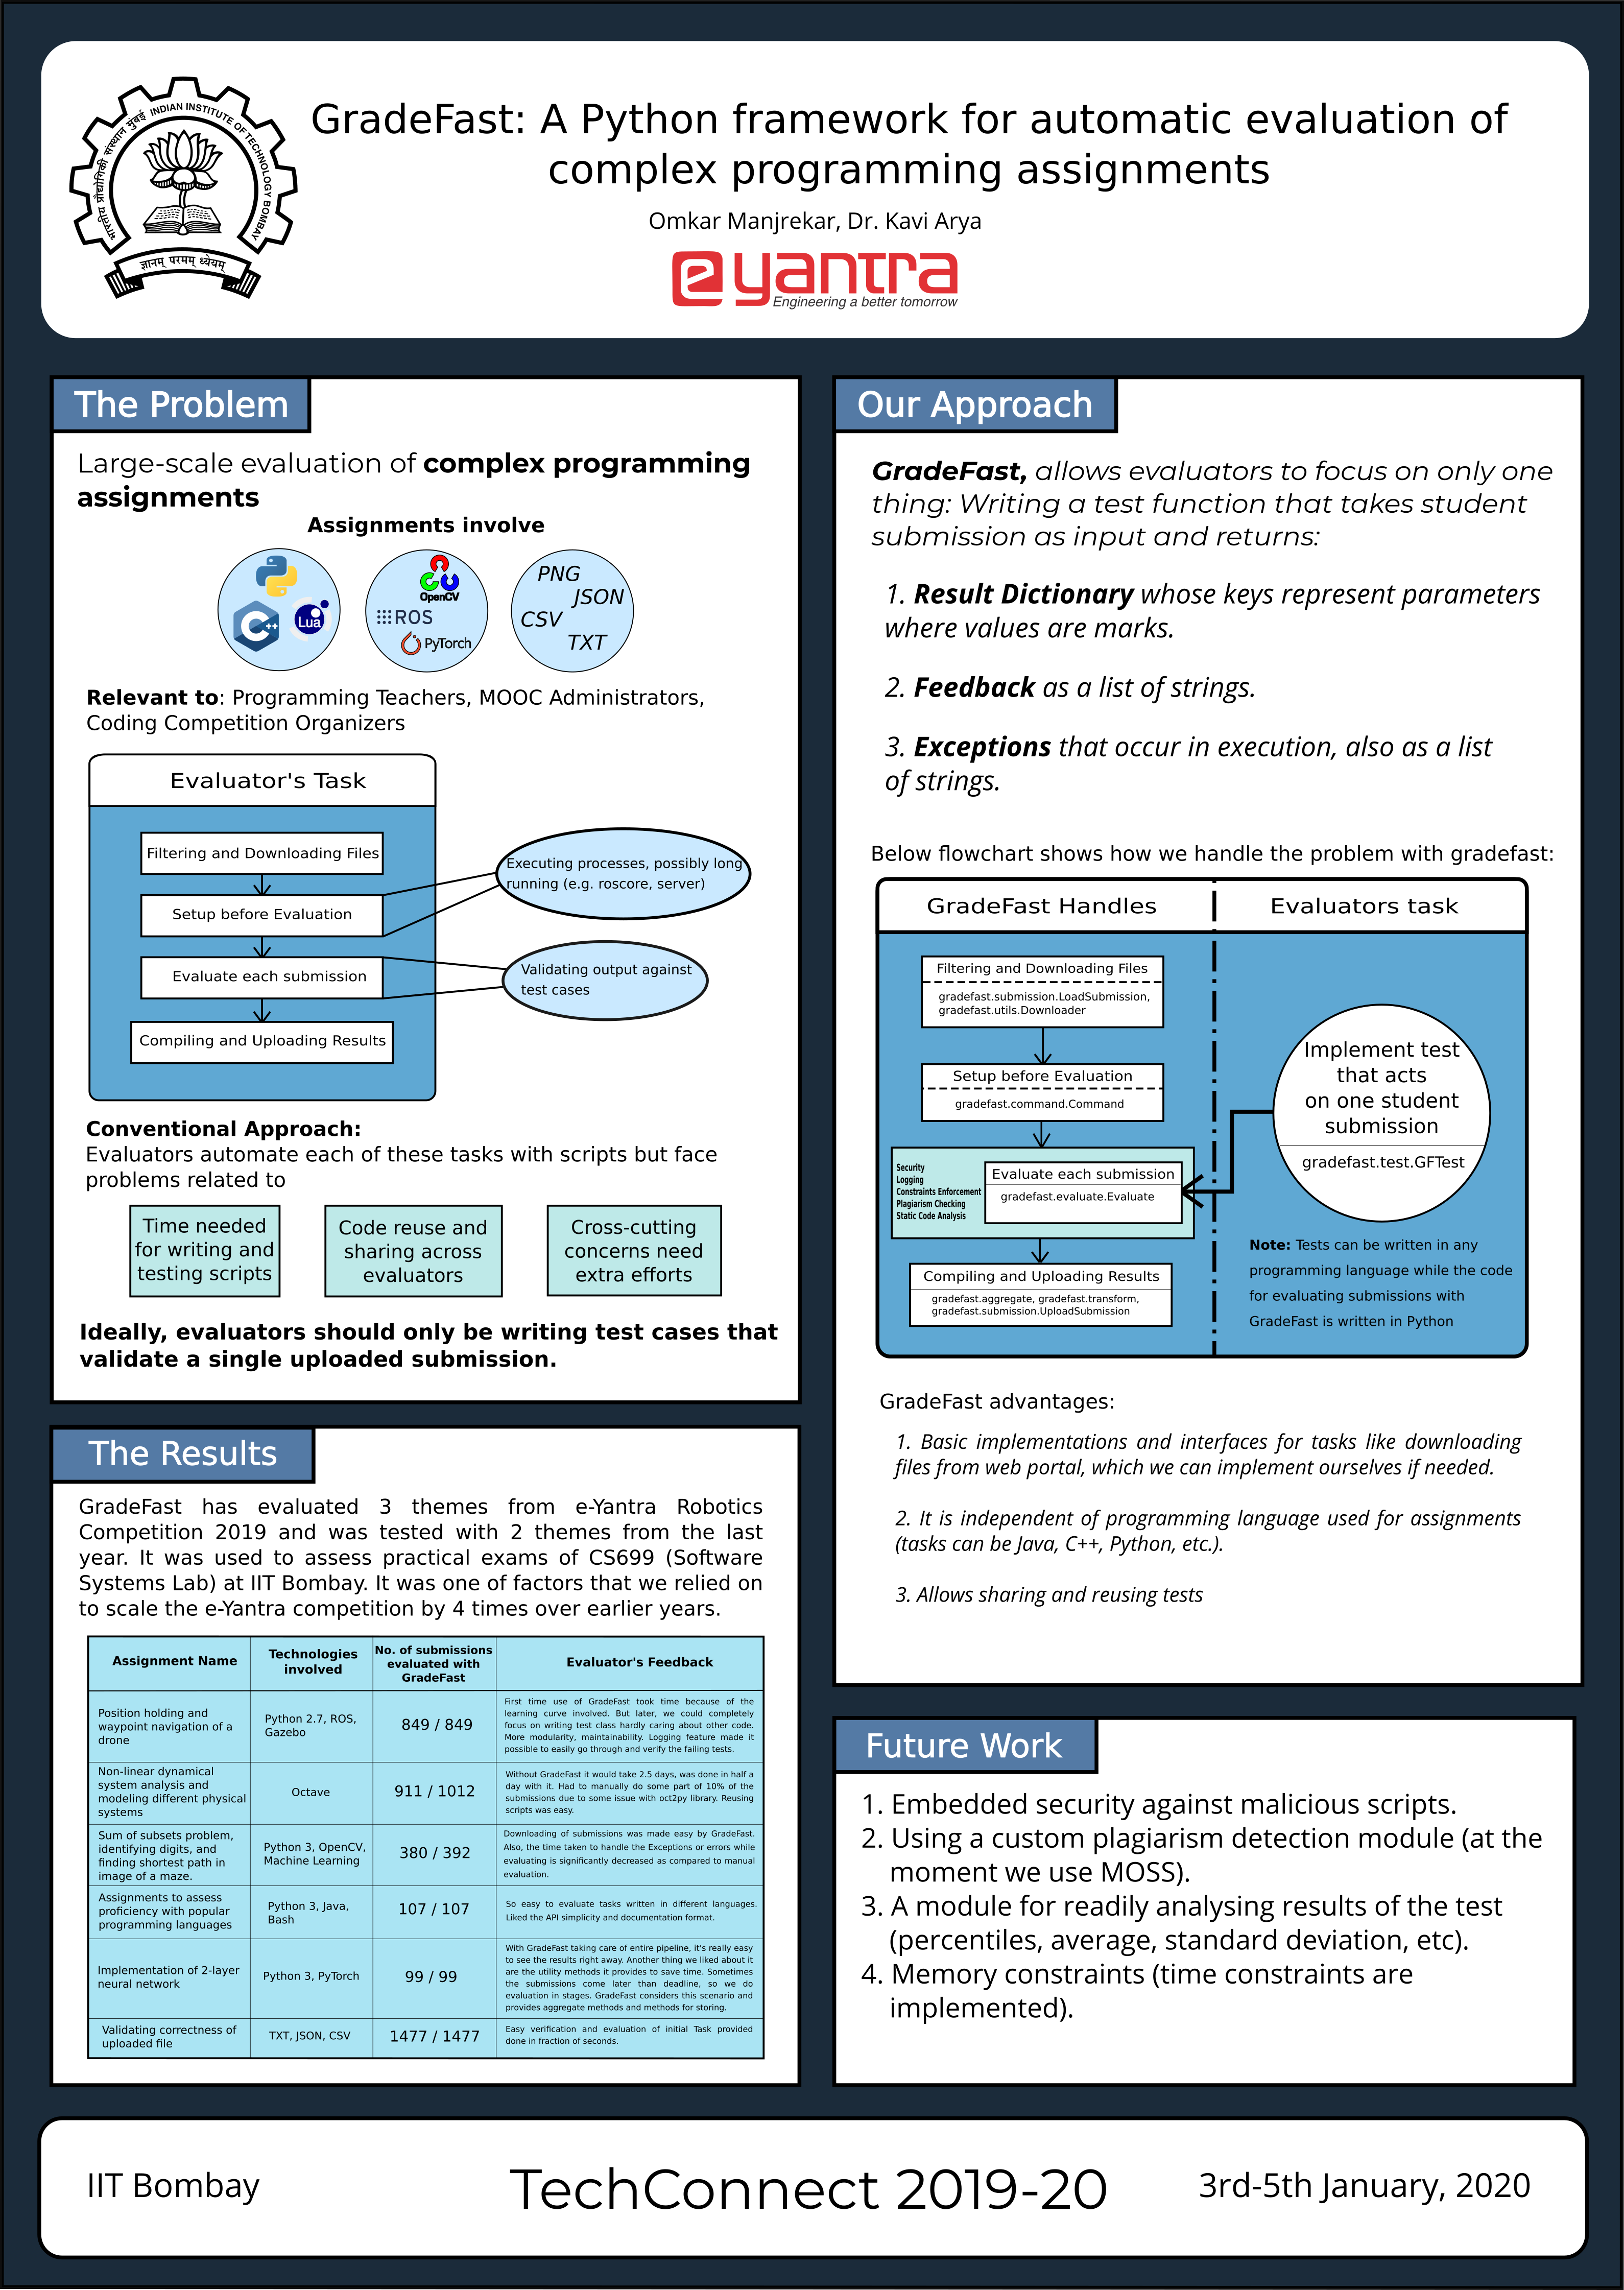 भारतीय प्रौद्योगिकी संस्थान मुंबई INDIAN INSTITUTE OF TECHNOLOGY BOMBAY
ज्ञानम् परमम् ध्येयम्
GradeFast: A Python framework for automatic evaluation of
complex programming assignments
Omkar Manjrekar, Dr. Kavi Arya
e yantra
Engineering a better tomorrow
The Problem
Large-scale evaluation of complex programming
assignments
Assignments involve
C++
Lua
OpenCV
ROS
PyTorch
PNG
JSON
CSV
TXT
Relevant to: Programming Teachers, MOOC Administrators,
Coding Competition Organizers
Evaluator's Task
Filtering and Downloading Files
Setup before Evaluation
Evaluate each submission
Compiling and Uploading Results
Executing processes, possibly long
running (e.g. roscore, server)
Validating output against
test cases
Conventional Approach:
Evaluators automate each of these tasks with scripts but face
problems related to
Time needed
for writing and
testing scripts
Code reuse and
sharing across
evaluators
Cross-cutting
concerns need
extra efforts
Ideally, evaluators should only be writing test cases that
validate a single uploaded submission.
The Results
GradeFast has evaluated 3 themes from e-Yantra Robotics
Competition 2019 and was tested with 2 themes from the last
year. It was used to assess practical exams of CS699 (Software
Systems Lab) at IIT Bombay. It was one of factors that we relied on
to scale the e-Yantra competition by 4 times over earlier years.
Assignment Name
Technologies
involved
No. of submissions
evaluated with
GradeFast
Evaluator's Feedback
Position holding and
waypoint navigation of a
drone
Python 2.7, ROS,
Gazebo
849 / 849
First time use of GradeFast took time because of the
learning curve involved. But later, we could completely
focus on writing test class hardly caring about other code.
More modularity, maintainability. Logging feature made it
possible to easily go through and verify the failing tests.
Non-linear dynamical
system analysis and
modeling different physical
systems
Octave
911 / 1012
Without GradeFast it would take 2.5 days, was done in half a
day with it. Had to manually do some part of 10% of the
submissions due to some issue with oct2py library. Reusing
scripts was easy.
Sum of subsets problem,
identifying digits, and
finding shortest path in
image of a maze.
Python 3, OpenCV,
Machine Learning
380 / 392
Downloading of submissions was made easy by GradeFast.
Also, the time taken to handle the Exceptions or errors while
evaluating is significantly decreased as compared to manual
evaluation.
Assignments to assess
proficiency with popular
programming languages
Python 3, Java,
Bash
107 / 107
So easy to evaluate tasks written in different languages.
Liked the API simplicity and documentation format.
Implementation of 2-layer
neural network
Python 3, PyTorch
99 / 99
With GradeFast taking care of entire pipeline, it's really easy
to see the results right away. Another thing we liked about it
are the utility methods it provides to save time. Sometimes
the submissions come later than deadline, so we do
evaluation in stages. GradeFast considers this scenario and
provides aggregate methods and methods for storing.
Validating correctness of
uploaded file
TXT, JSON, CSV
1477 / 1477
Easy verification and evaluation of initial Task provided
done in fraction of seconds.
Our Approach
GradeFast, allows evaluators to focus on only one
thing: Writing a test function that takes student
submission as input and returns:
1. Result Dictionary whose keys represent parameters
where values are marks.
2. Feedback as a list of strings.
3. Exceptions that occur in execution, also as a list
of strings.
Below flowchart shows how we handle the problem with gradefast:
GradeFast Handles
Evaluators task
Filtering and Downloading Files
gradefast.submission.LoadSubmission,
gradefast.utils.Downloader
Setup before Evaluation
gradefast.command.Command
Security
Logging
Constraints Enforcement
Plagiarism Checking
Static Code Analysis
Evaluate each submission
gradefast.evaluate.Evaluate
Compiling and Uploading Results
gradefast.aggregate, gradefast.transform,
gradefast.submission.UploadSubmission
Implement test
that acts
on one student
submission
gradefast.test.GFTest
Note: Tests can be written in any
programming language while the code
for evaluating submissions with
GradeFast is written in Python
GradeFast advantages:
1. Basic implementations and interfaces for tasks like downloading
files from web portal, which we can implement ourselves if needed.
2. It is independent of programming language used for assignments
(tasks can be Java, C++, Python, etc.).
3. Allows sharing and reusing tests
Future Work
1. Embedded security against malicious scripts.
2. Using a custom plagiarism detection module (at the
moment we use MOSS).
3. A module for readily analysing results of the test
(percentiles, average, standard deviation, etc).
4. Memory constraints (time constraints are
implemented).
IIT Bombay
TechConnect 2019-20
3rd-5th January, 2020